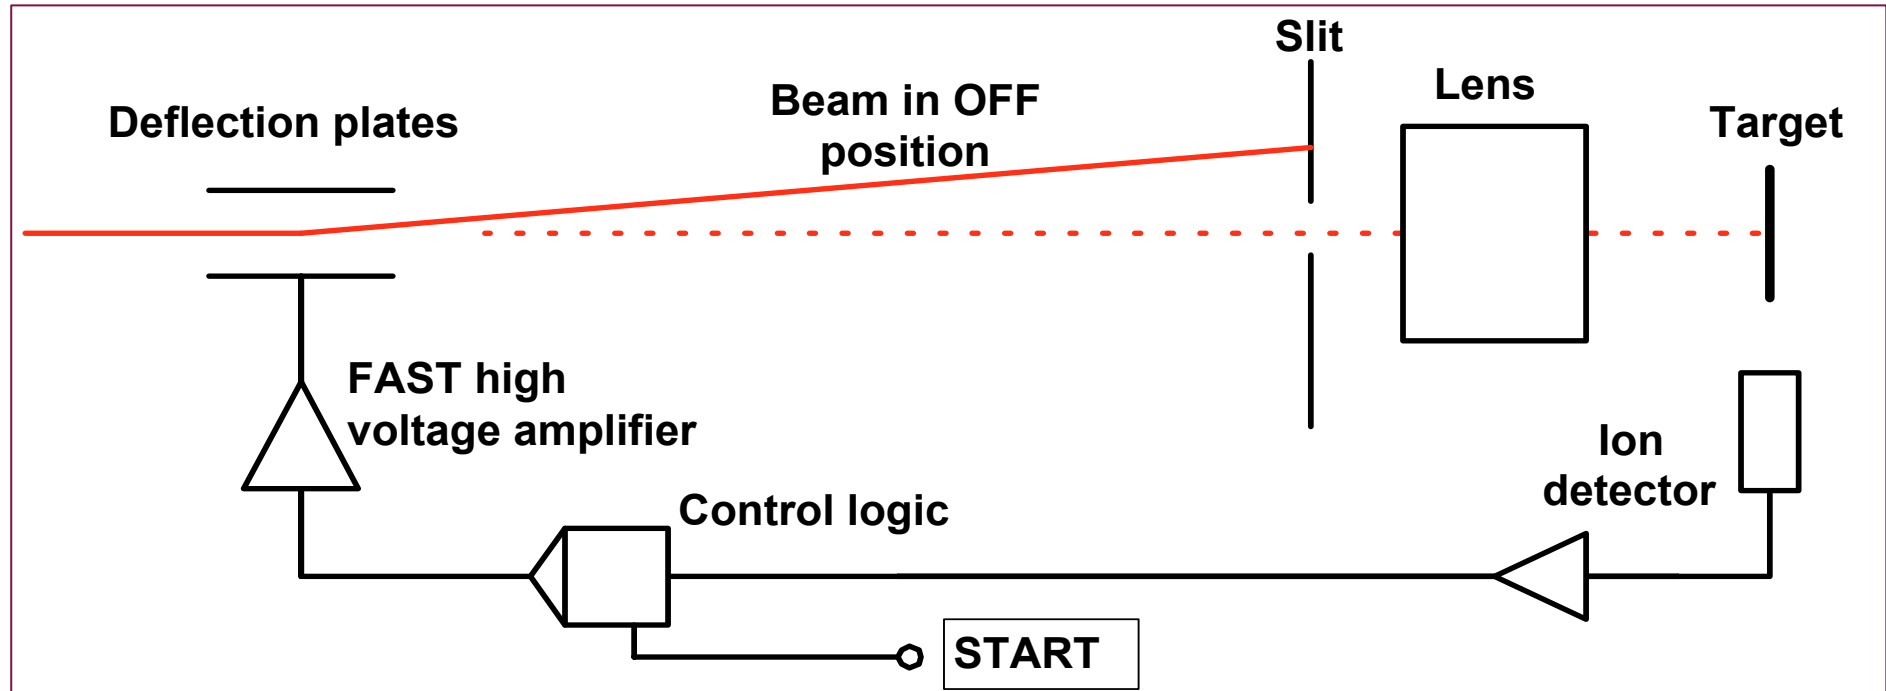 Slit
Lens
Deflection plates
Beam in OFF
position
Target
FAST high
voltage amplifier
Ion
detector
Control logic
START